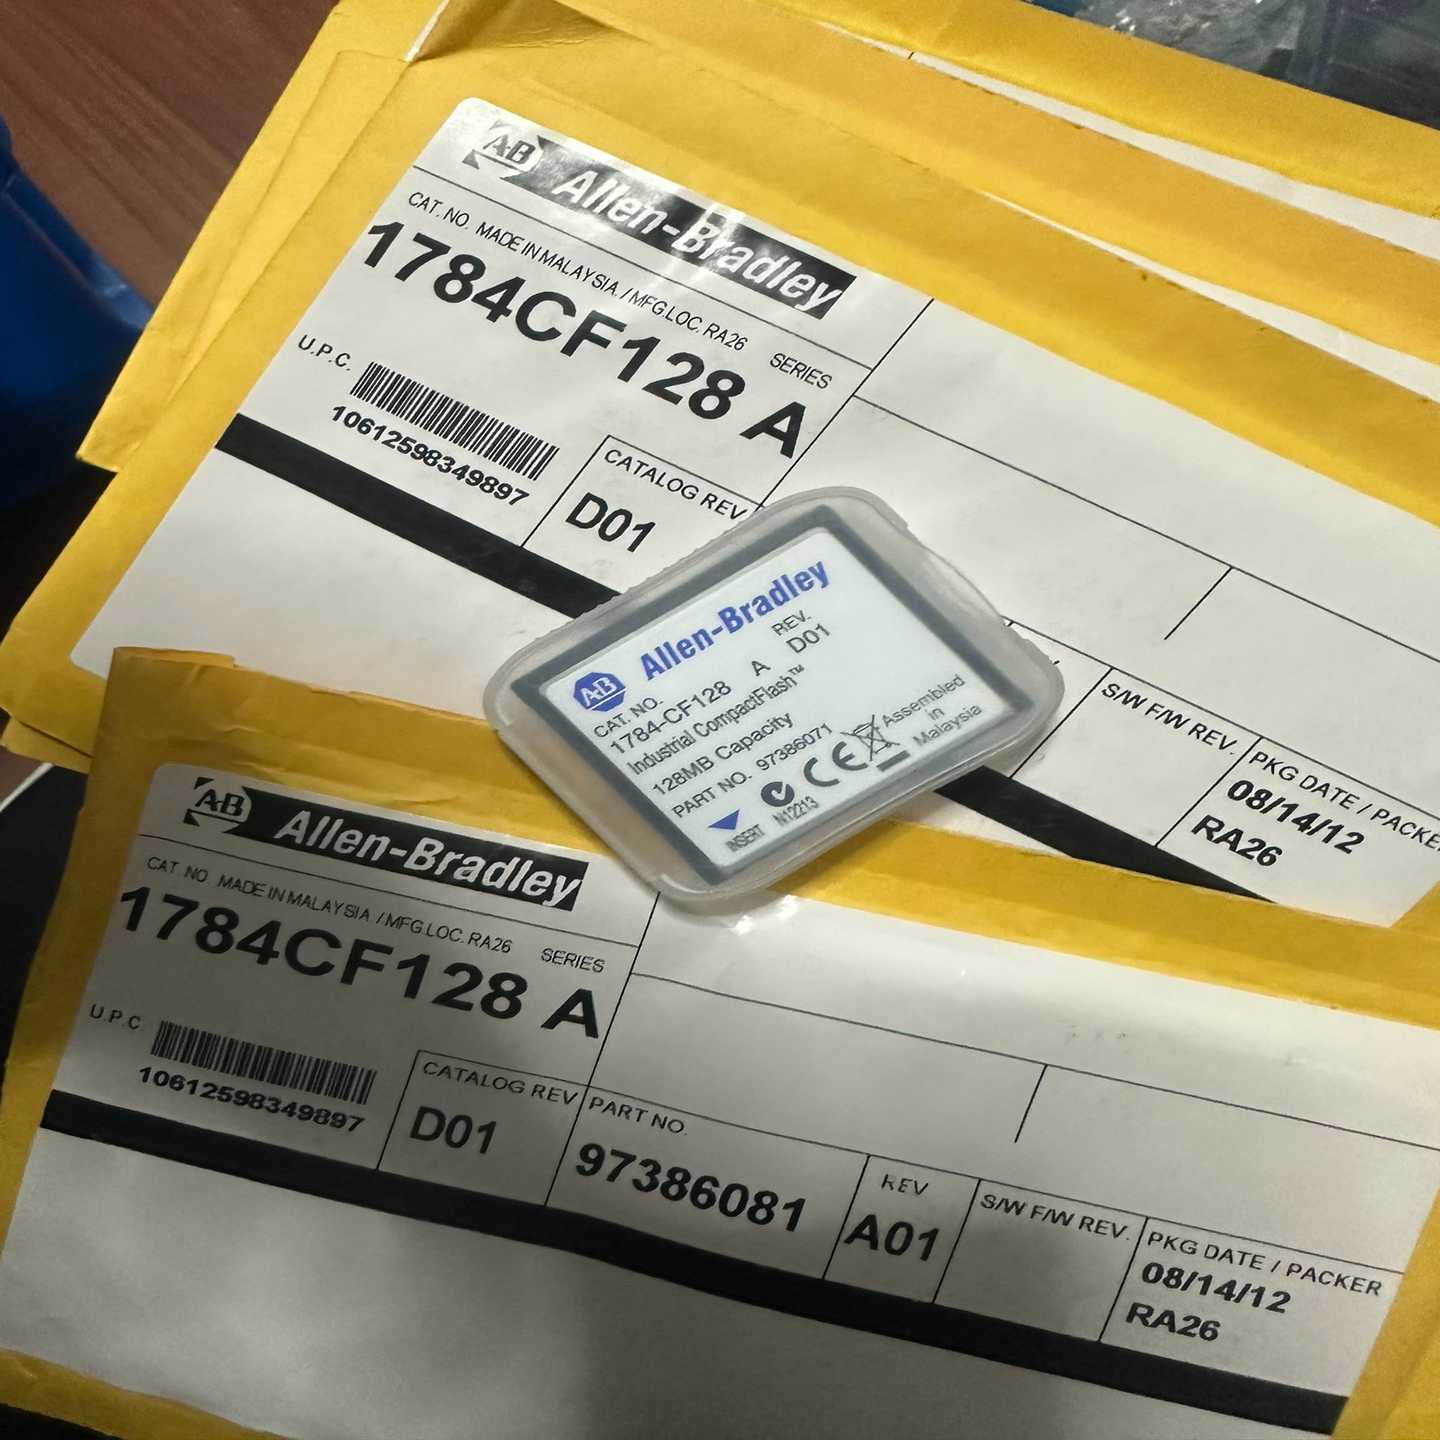 A-B Allen-Bradley
CAT. NO. MADE IN MALAYSIA. / MFG.LOC. RA26 SERIES
1784CF128 A
U.P.C.
10612598349897
CATALOG REV
D01
S/W F/W REV.
PKG DATE / PACKER
08/14/12
RA26
A-B Allen-Bradley
CAT. NO. REV.
1784-CF128 A D01
Industrial CompactFlash™
128MB Capacity
PART NO. 97386071
INSERT
N12213
CE
Assembled
in
Malaysia
A-B Allen-Bradley
CAT. NO MADE IN MALAYSIA / MFG.LOC. RA26 SERIES
1784CF128 A
U.P.C
10612598349897
CATALOG REV
D01
PART NO.
97386081
REV
A01
S/W F/W REV.
PKG DATE / PACKER
08/14/12
RA26